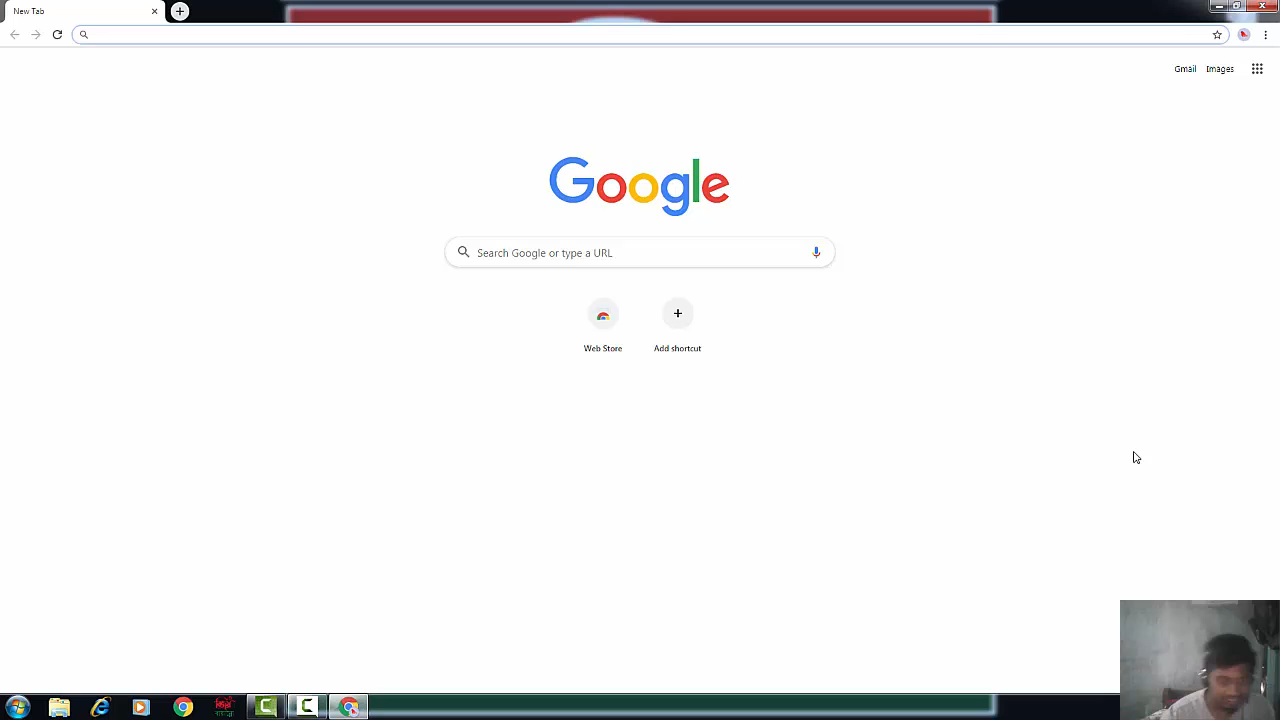 New Tab
Gmail Images
Google
Search Google or type a URL
Web Store Add shortcut